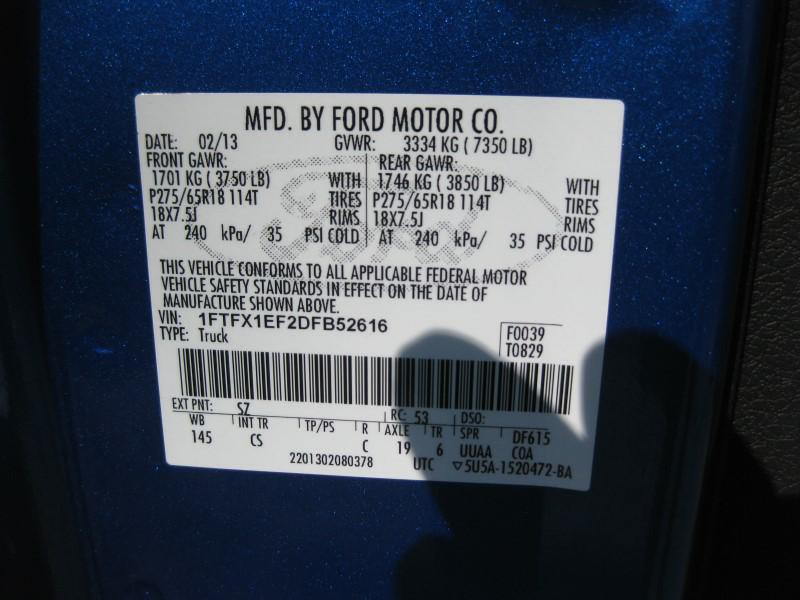 MFD. BY FORD MOTOR CO.
DATE: 02/13 GVWR: 3334 KG ( 7350 LB)
FRONT GAWR: REAR GAWR:
1701 KG ( 3750 LB) WITH 1746 KG ( 3850 LB) WITH
P275/65R18 114T TIRES P275/65R18 114T TIRES
18X7.5J RIMS 18X7.5J RIMS
AT 240 kPa/ 35 PSI COLD AT 240 kPa/ 35 PSI COLD
Ford
THIS VEHICLE CONFORMS TO ALL APPLICABLE FEDERAL MOTOR
VEHICLE SAFETY STANDARDS IN EFFECT ON THE DATE OF
MANUFACTURE SHOWN ABOVE.
VIN: 1FTFX1EF2DFB52616
TYPE: Truck
F0039
T0829
EXT PNT: SZ RC: 53 DSO:
WB INT TR TP/PS R AXLE TR SPR DF615
145 CS C 19 6 UUAA COA
2201302080378 UTC ▽5U5A-1520472-BA